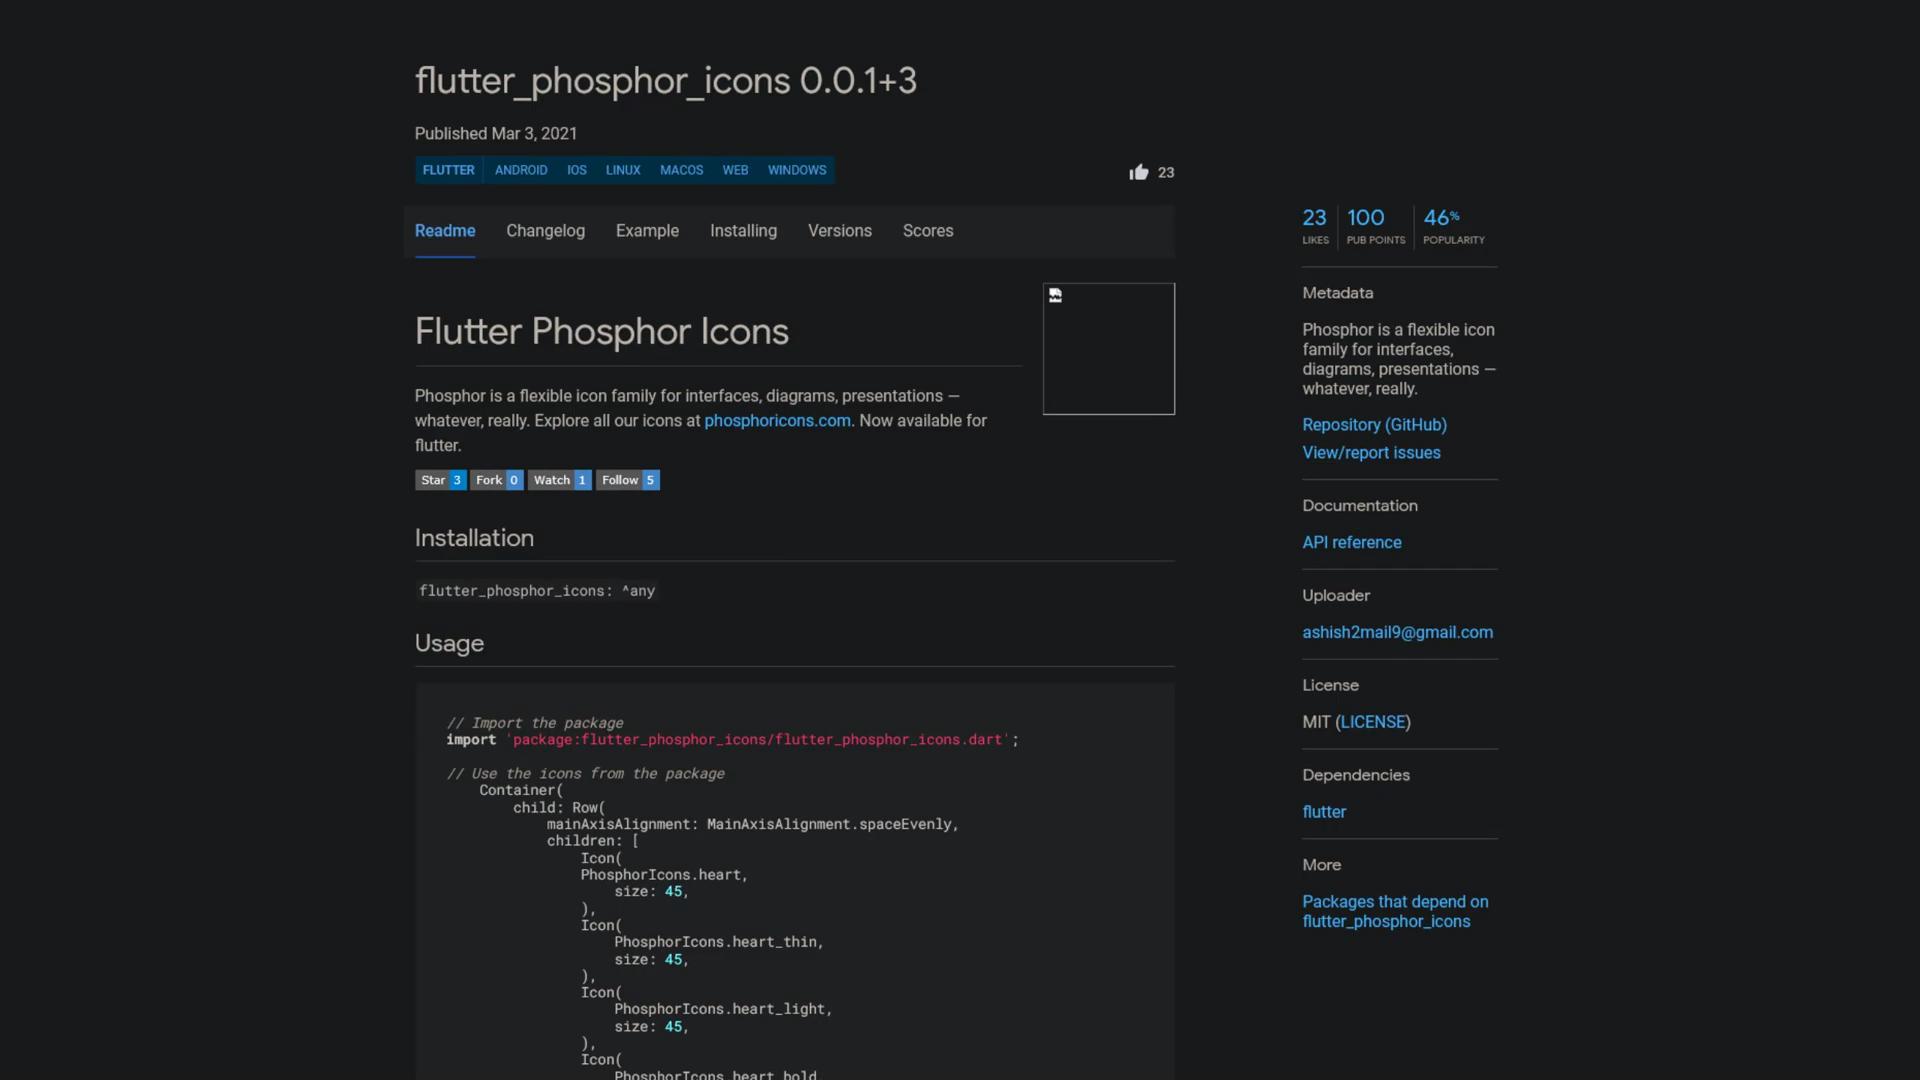 flutter_phosphor_icons 0.0.1+3
Published Mar 3, 2021
FLUTTER ANDROID IOS LINUX MACOS WEB WINDOWS
23
Readme Changelog Example Installing Versions Scores
Flutter Phosphor Icons
Phosphor is a flexible icon family for interfaces, diagrams, presentations —
whatever, really. Explore all our icons at phosphoricons.com. Now available for
flutter.
Star 3 Fork 0 Watch 1 Follow 5
Installation
flutter_phosphor_icons: ^any
Usage
// Import the package
import 'package:flutter_phosphor_icons/flutter_phosphor_icons.dart';
// Use the icons from the package
Container(
child: Row(
mainAxisAlignment: MainAxisAlignment.spaceEvenly,
children: [
Icon(
PhosphorIcons.heart,
size: 45,
),
Icon(
PhosphorIcons.heart_thin,
size: 45,
),
Icon(
PhosphorIcons.heart_light,
size: 45,
),
Icon(
PhosphorIcons.heart_bold
23 100 46%
LIKES PUB POINTS POPULARITY
Metadata
Phosphor is a flexible icon
family for interfaces,
diagrams, presentations —
whatever, really.
Repository (GitHub)
View/report issues
Documentation
API reference
Uploader
ashish2mail9@gmail.com
License
MIT (LICENSE)
Dependencies
flutter
More
Packages that depend on
flutter_phosphor_icons